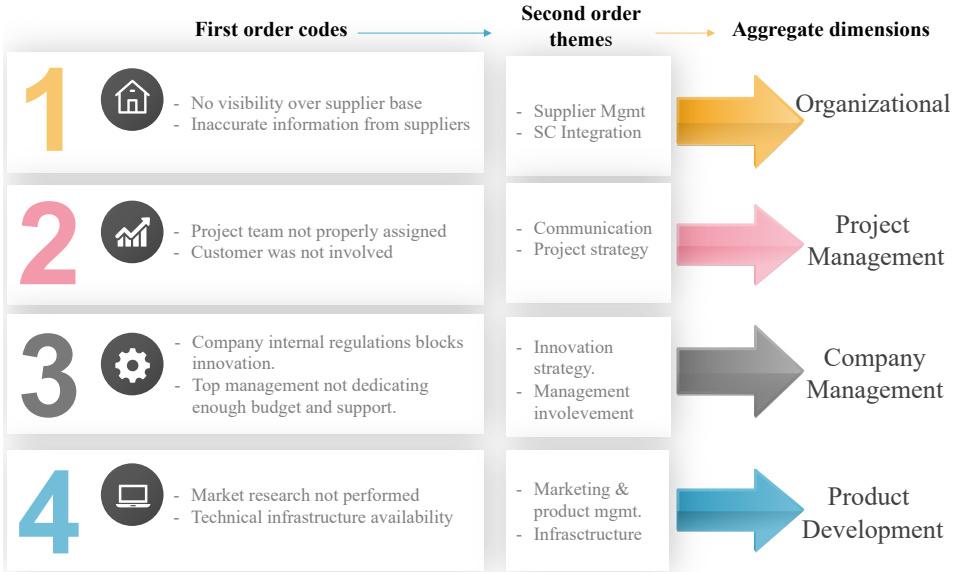 First order codes
Second order
themes
Aggregate dimensions
1
- No visibility over supplier base
- Inaccurate information from suppliers
- Supplier Mgmt
- SC Integration
Organizational
2
- Project team not properly assigned
- Customer was not involved
- Communication
- Project strategy
Project
Management
3
- Company internal regulations blocks
innovation.
- Top management not dedicating
enough budget and support.
- Innovation
strategy.
- Management
involevement
Company
Management
4
- Market research not performed
- Technical infrastructure availability
- Marketing &
product mgmt.
- Infrasctructure
Product
Development